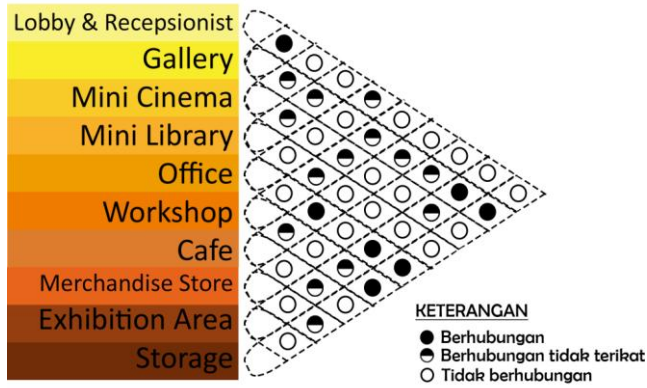 Lobby & Recepsionist
Gallery
Mini Cinema
Mini Library
Office
Workshop
Cafe
Merchandise Store
Exhibition Area
Storage
KETERANGAN
Berhubungan
Berhubungan tidak terikat
Tidak berhubungan